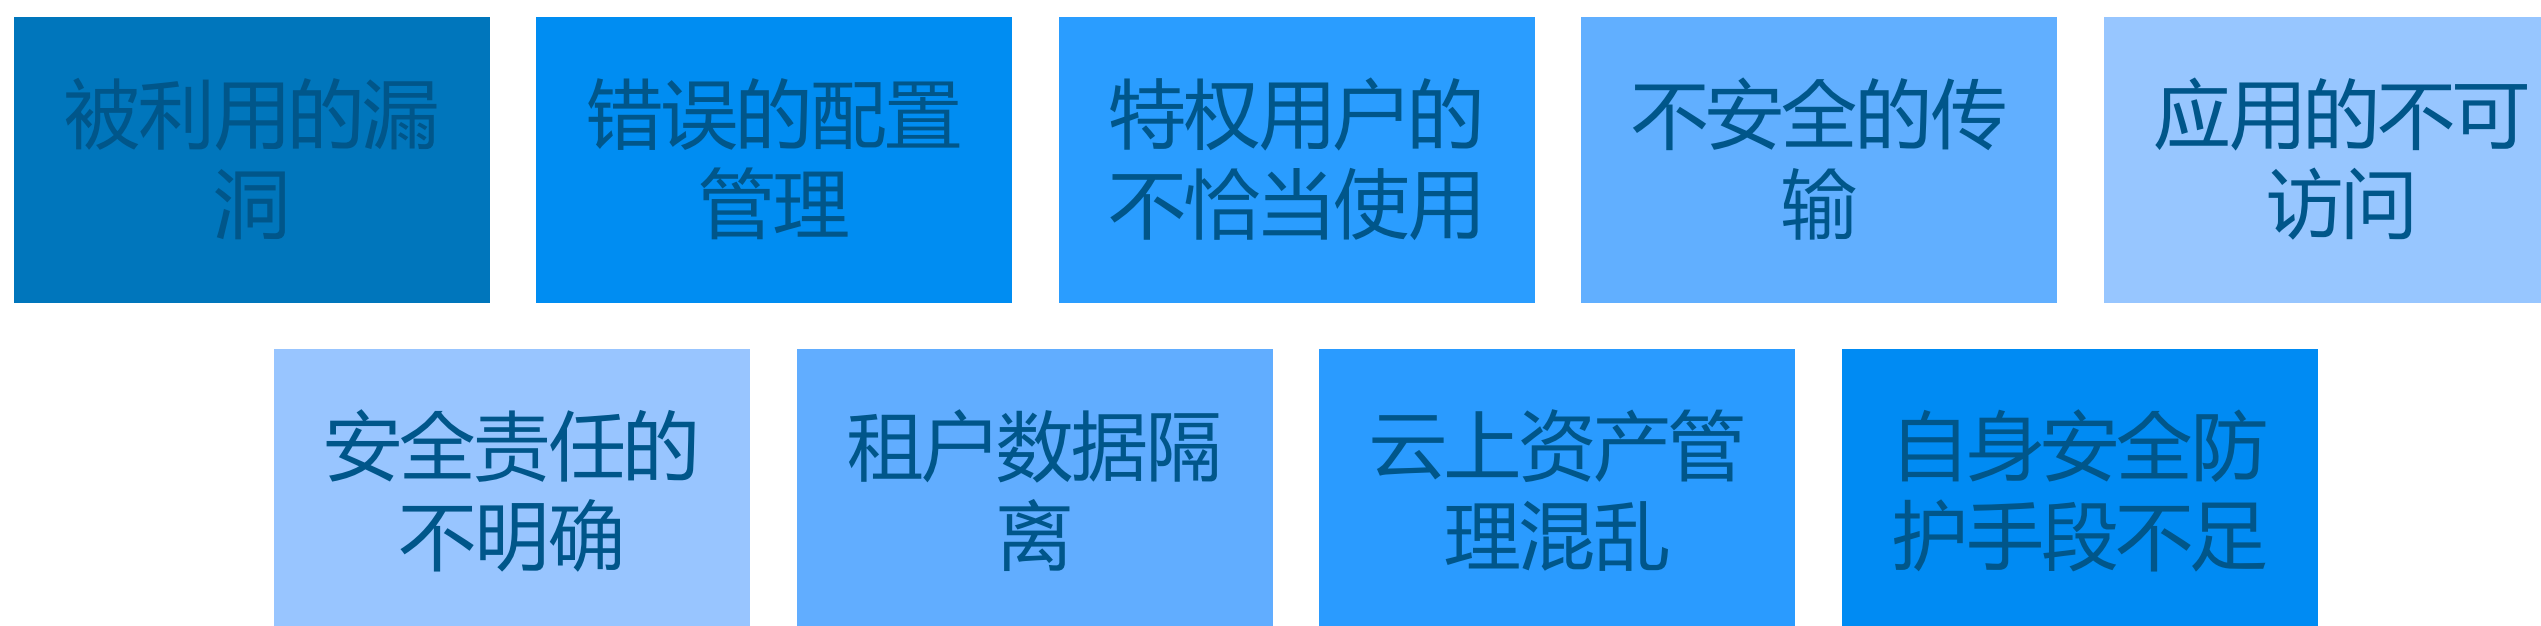 被利用的漏
洞
错误的配置
管理
特权用户的
不恰当使用
不安全的传
输
应用的不可
访问
安全责任的
不明确
租户数据隔
离
云上资产管
理混乱
自身安全防
护手段不足